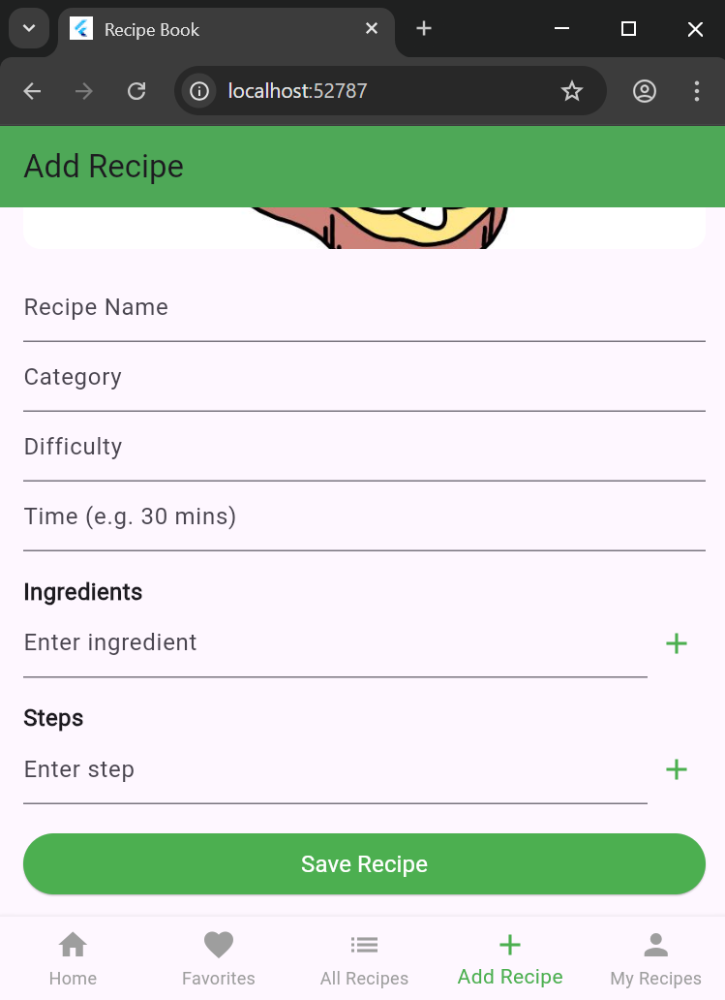 Recipe Book
localhost:52787
Add Recipe
Recipe Name
Category
Difficulty
Time (e.g. 30 mins)
Ingredients
Enter ingredient
Steps
Enter step
Save Recipe
Home
Favorites
All Recipes
Add Recipe
My Recipes